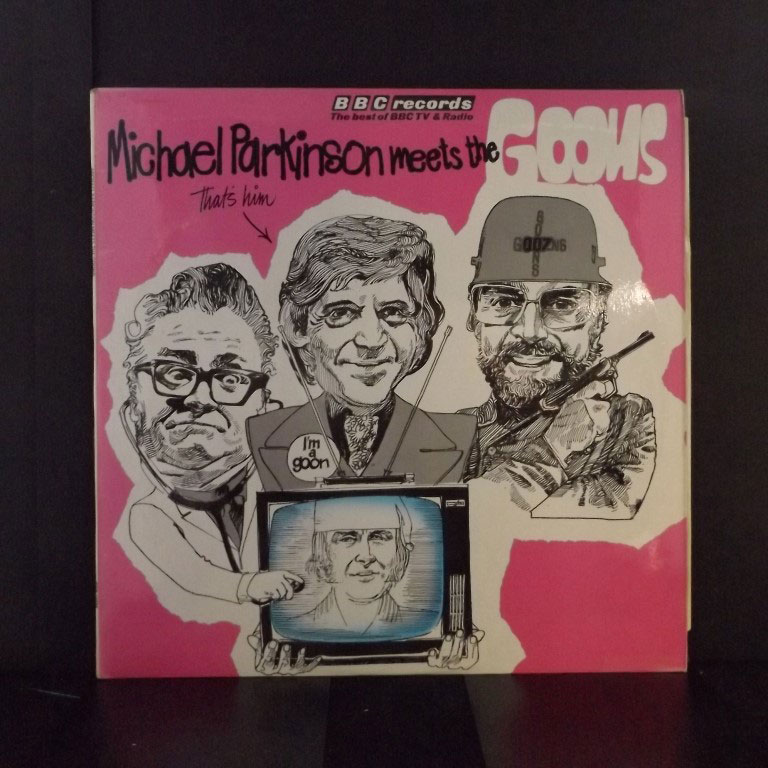 BBC records
The best of BBC TV & Radio
Michael Parkinson meets the GOONS
That's him
I'm
a
goon